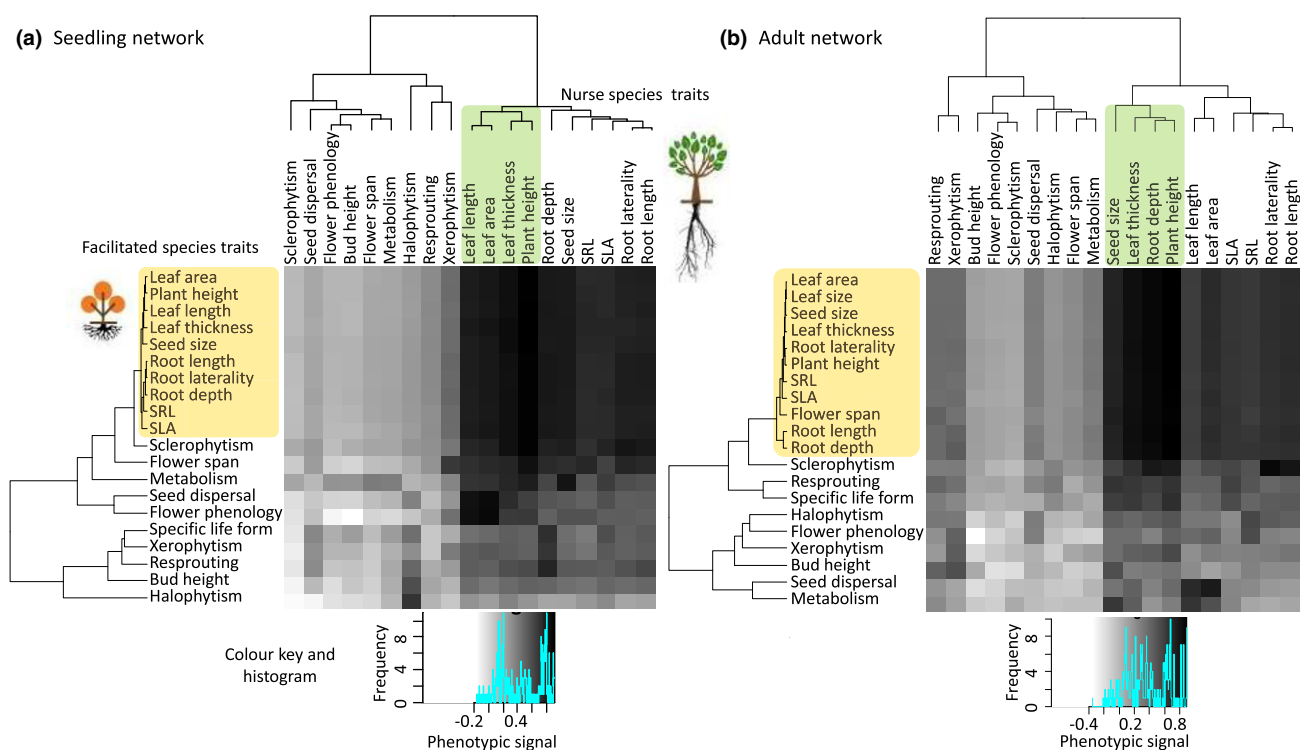 (a) Seedling network
Nurse species traits
Sclerophytism
Seed dispersal
Flower phenology
Bud height
Flower span
Metabolism
Halophytism
Resprouting
Xerophytism
Leaf length
Leaf area
Leaf thickness
Plant height
Root depth
Seed size
SRL
SLA
Root laterality
Root length
Facilitated species traits
Leaf area
Plant height
Leaf length
Leaf thickness
Seed size
Root length
Root laterality
Root depth
SRL
SLA
Sclerophytism
Flower span
Metabolism
Seed dispersal
Flower phenology
Specific life form
Xerophytism
Resprouting
Bud height
Halophytism
Colour key and
histogram
Frequency
0 4 8
-0.2 0.4
Phenotypic signal
(b) Adult network
Resprouting
Xerophytism
Bud height
Flower phenology
Sclerophytism
Seed dispersal
Halophytism
Flower span
Metabolism
Seed size
Leaf thickness
Root depth
Plant height
Leaf length
Leaf area
SLA
SRL
Root laterality
Root length
Leaf area
Leaf size
Seed size
Leaf thickness
Root laterality
Plant height
SRL
SLA
Flower span
Root length
Root depth
Sclerophytism
Resprouting
Specific life form
Halophytism
Flower phenology
Xerophytism
Bud height
Seed dispersal
Metabolism
Frequency
0 4 8
-0.4 0.2 0.8
Phenotypic signal